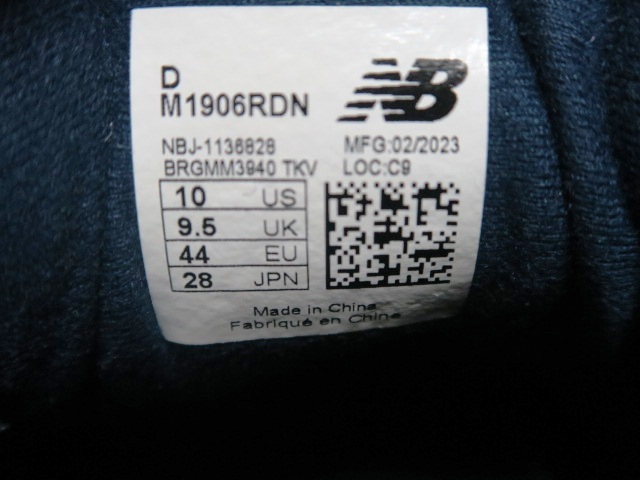 D
M1906RDN
NB
NBJ-1136828
MFG:02/2023
BRGMM3940 TKV
LOC:C9
10 US
9.5 UK
44 EU
28 JPN
Made in China
Fabriqué en Chine